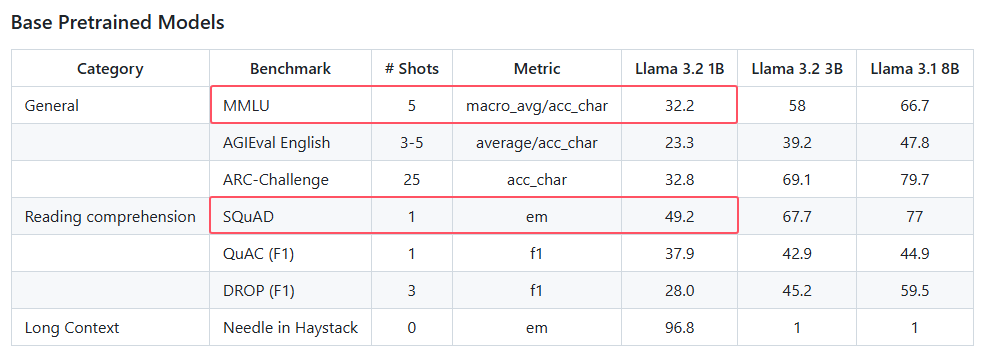 Base Pretrained Models
Category Benchmark # Shots Metric Llama 3.2 1B Llama 3.2 3B Llama 3.1 8B
General MMLU 5 macro_avg/acc_char 32.2 58 66.7
AGIEval English 3-5 average/acc_char 23.3 39.2 47.8
ARC-Challenge 25 acc_char 32.8 69.1 79.7
Reading comprehension SQuAD 1 em 49.2 67.7 77
QuAC (F1) 1 f1 37.9 42.9 44.9
DROP (F1) 3 f1 28.0 45.2 59.5
Long Context Needle in Haystack 0 em 96.8 1 1